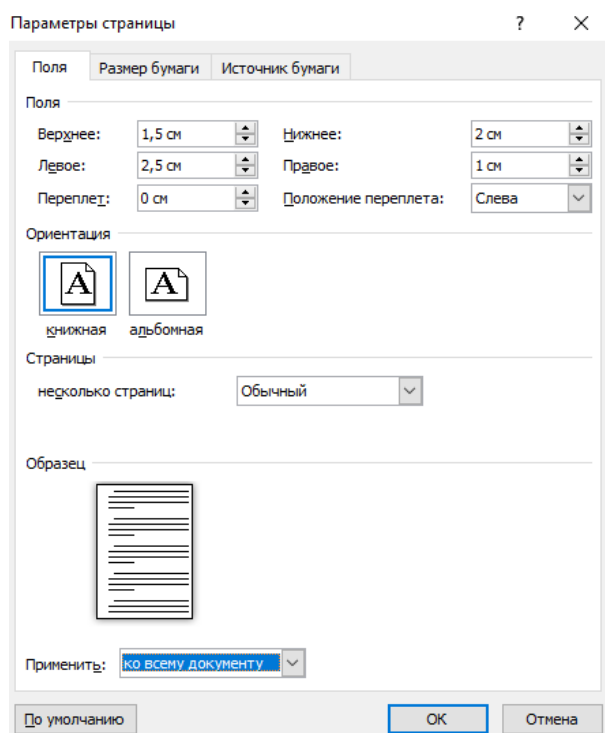 Параметры страницы ? ×
Поля Размер бумаги Источник бумаги
Поля
Верхнее: 1,5 см Нижнее: 2 см
Левое: 2,5 см Правое: 1 см
Переплет: 0 см Положение переплета: Слева
Ориентация
A A
книжная альбомная
Страницы
несколько страниц: Обычный
Образец
Применить: ко всему документу
По умолчанию ОК Отмена